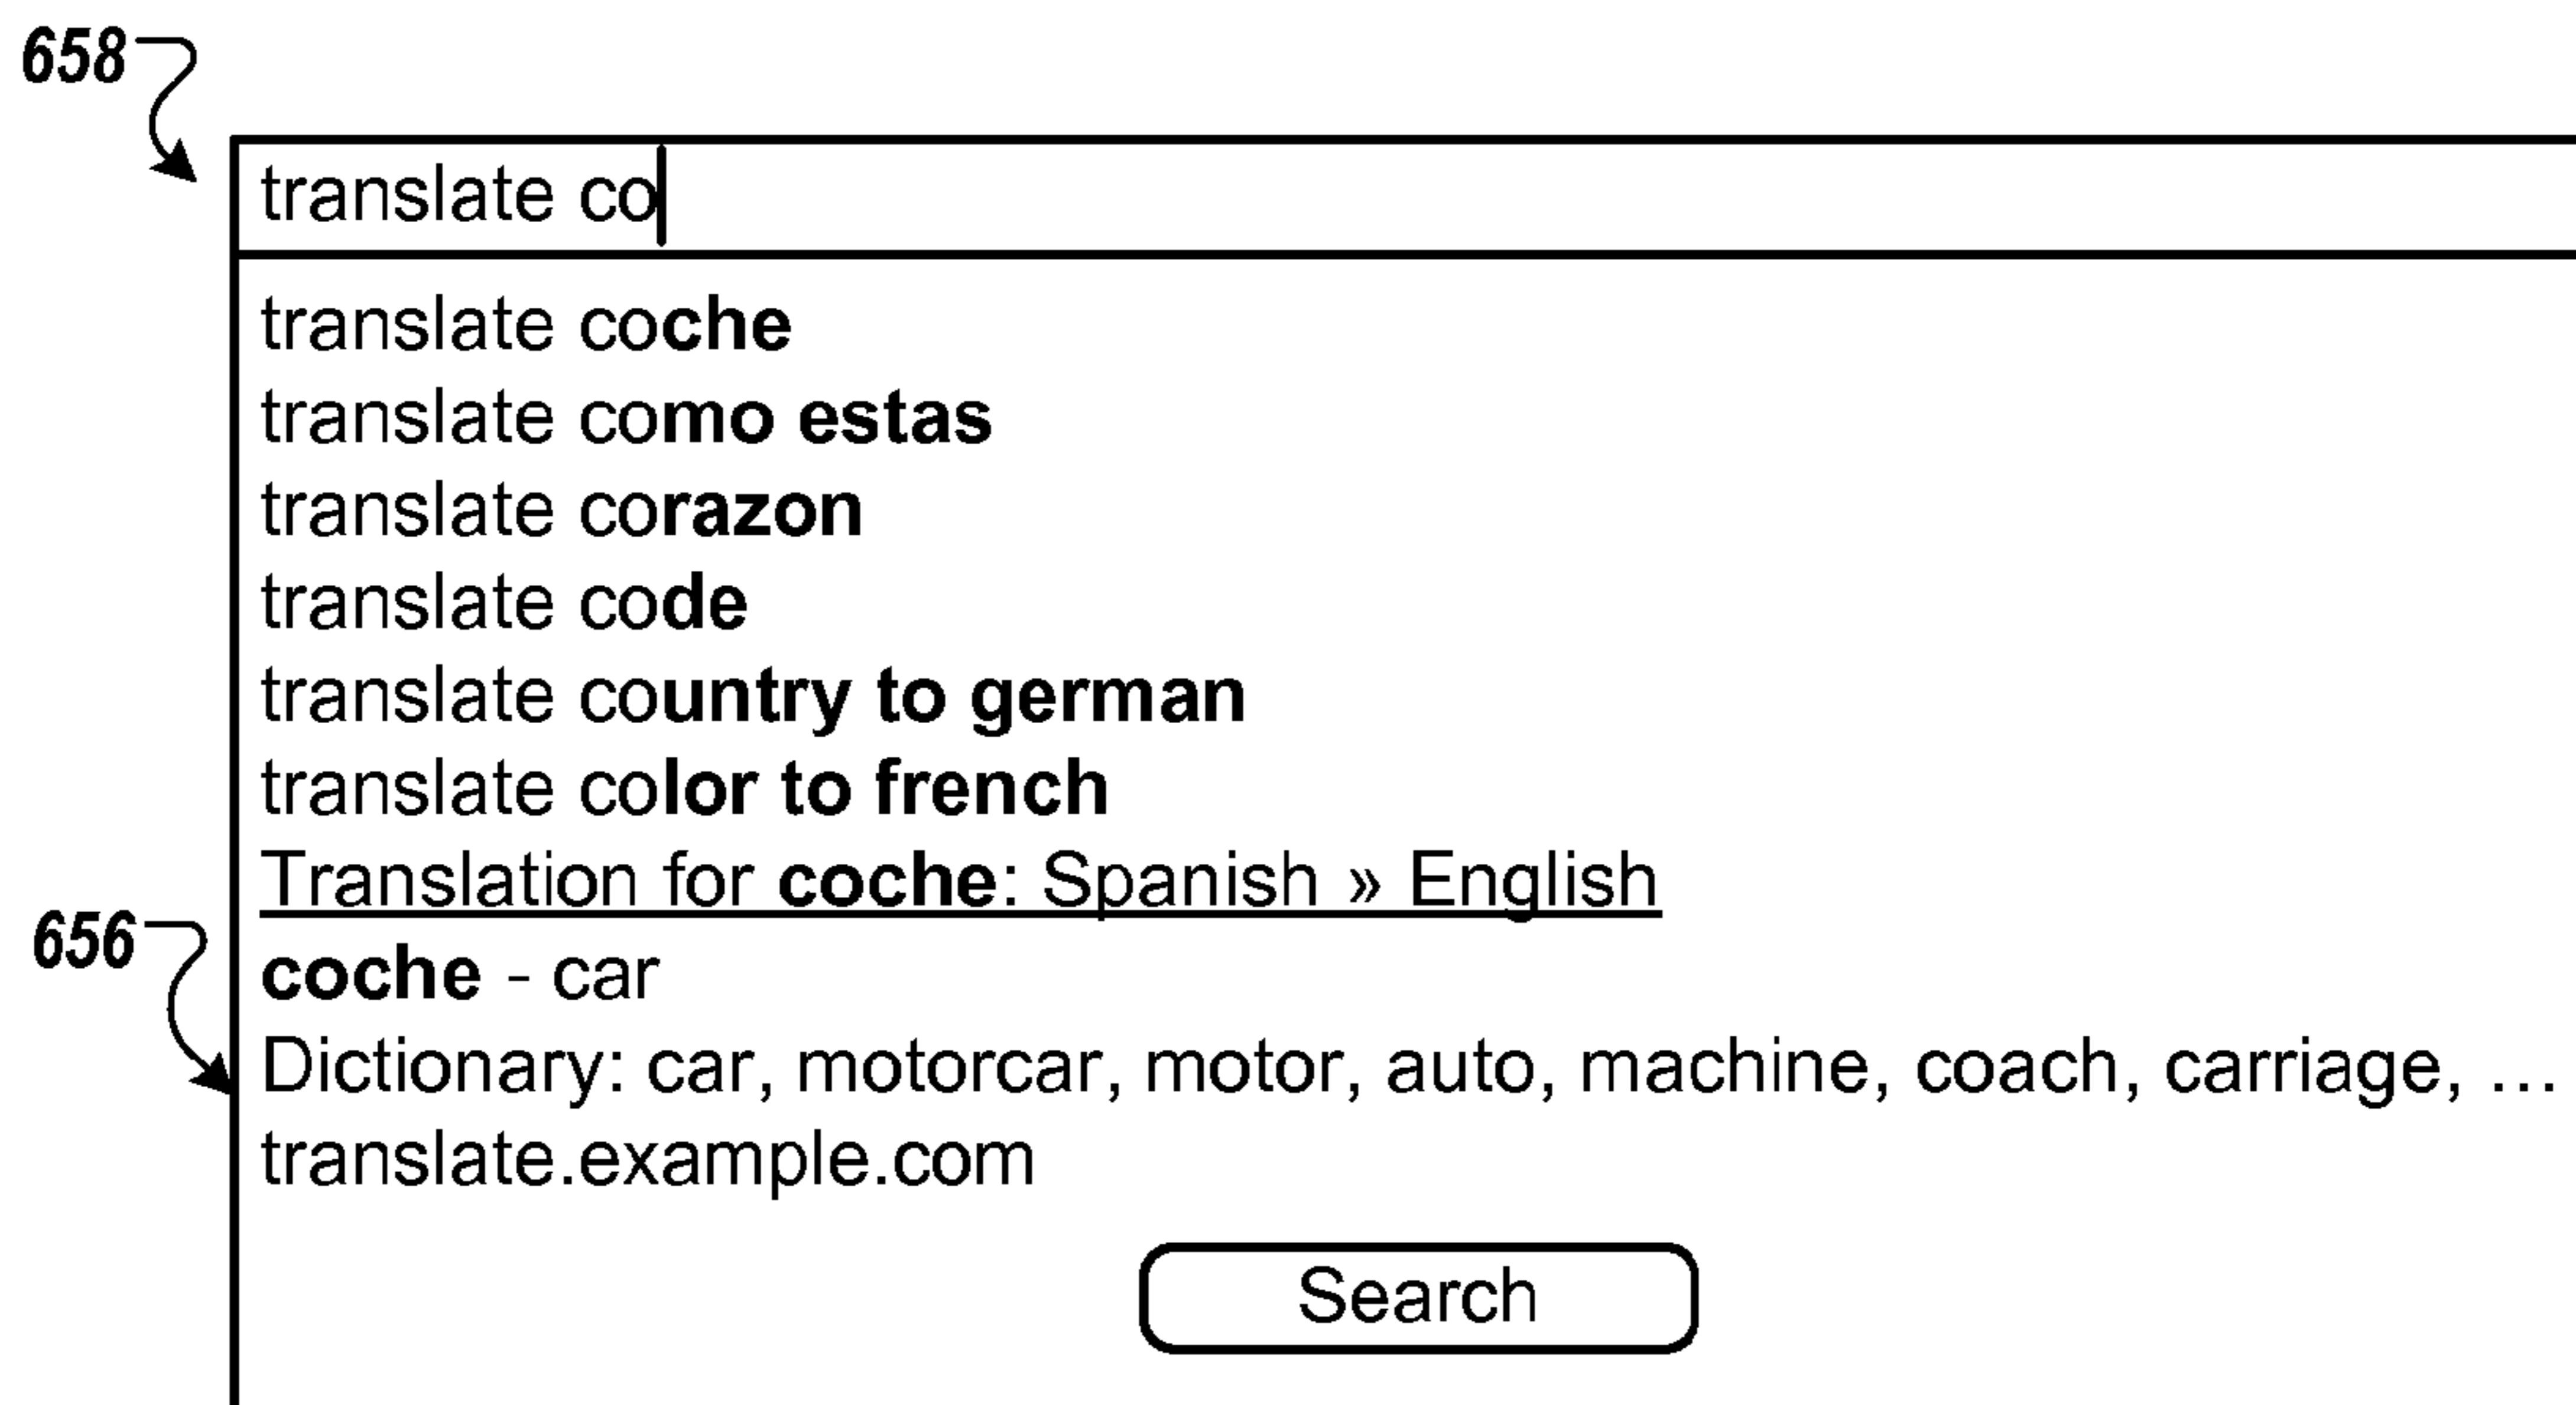 658
translate co
translate coche
translate como estas
translate corazon
translate code
translate country to german
translate color to french
Translation for coche: Spanish » English
656
coche - car
Dictionary: car, motorcar, motor, auto, machine, coach, carriage, …
translate.example.com
Search